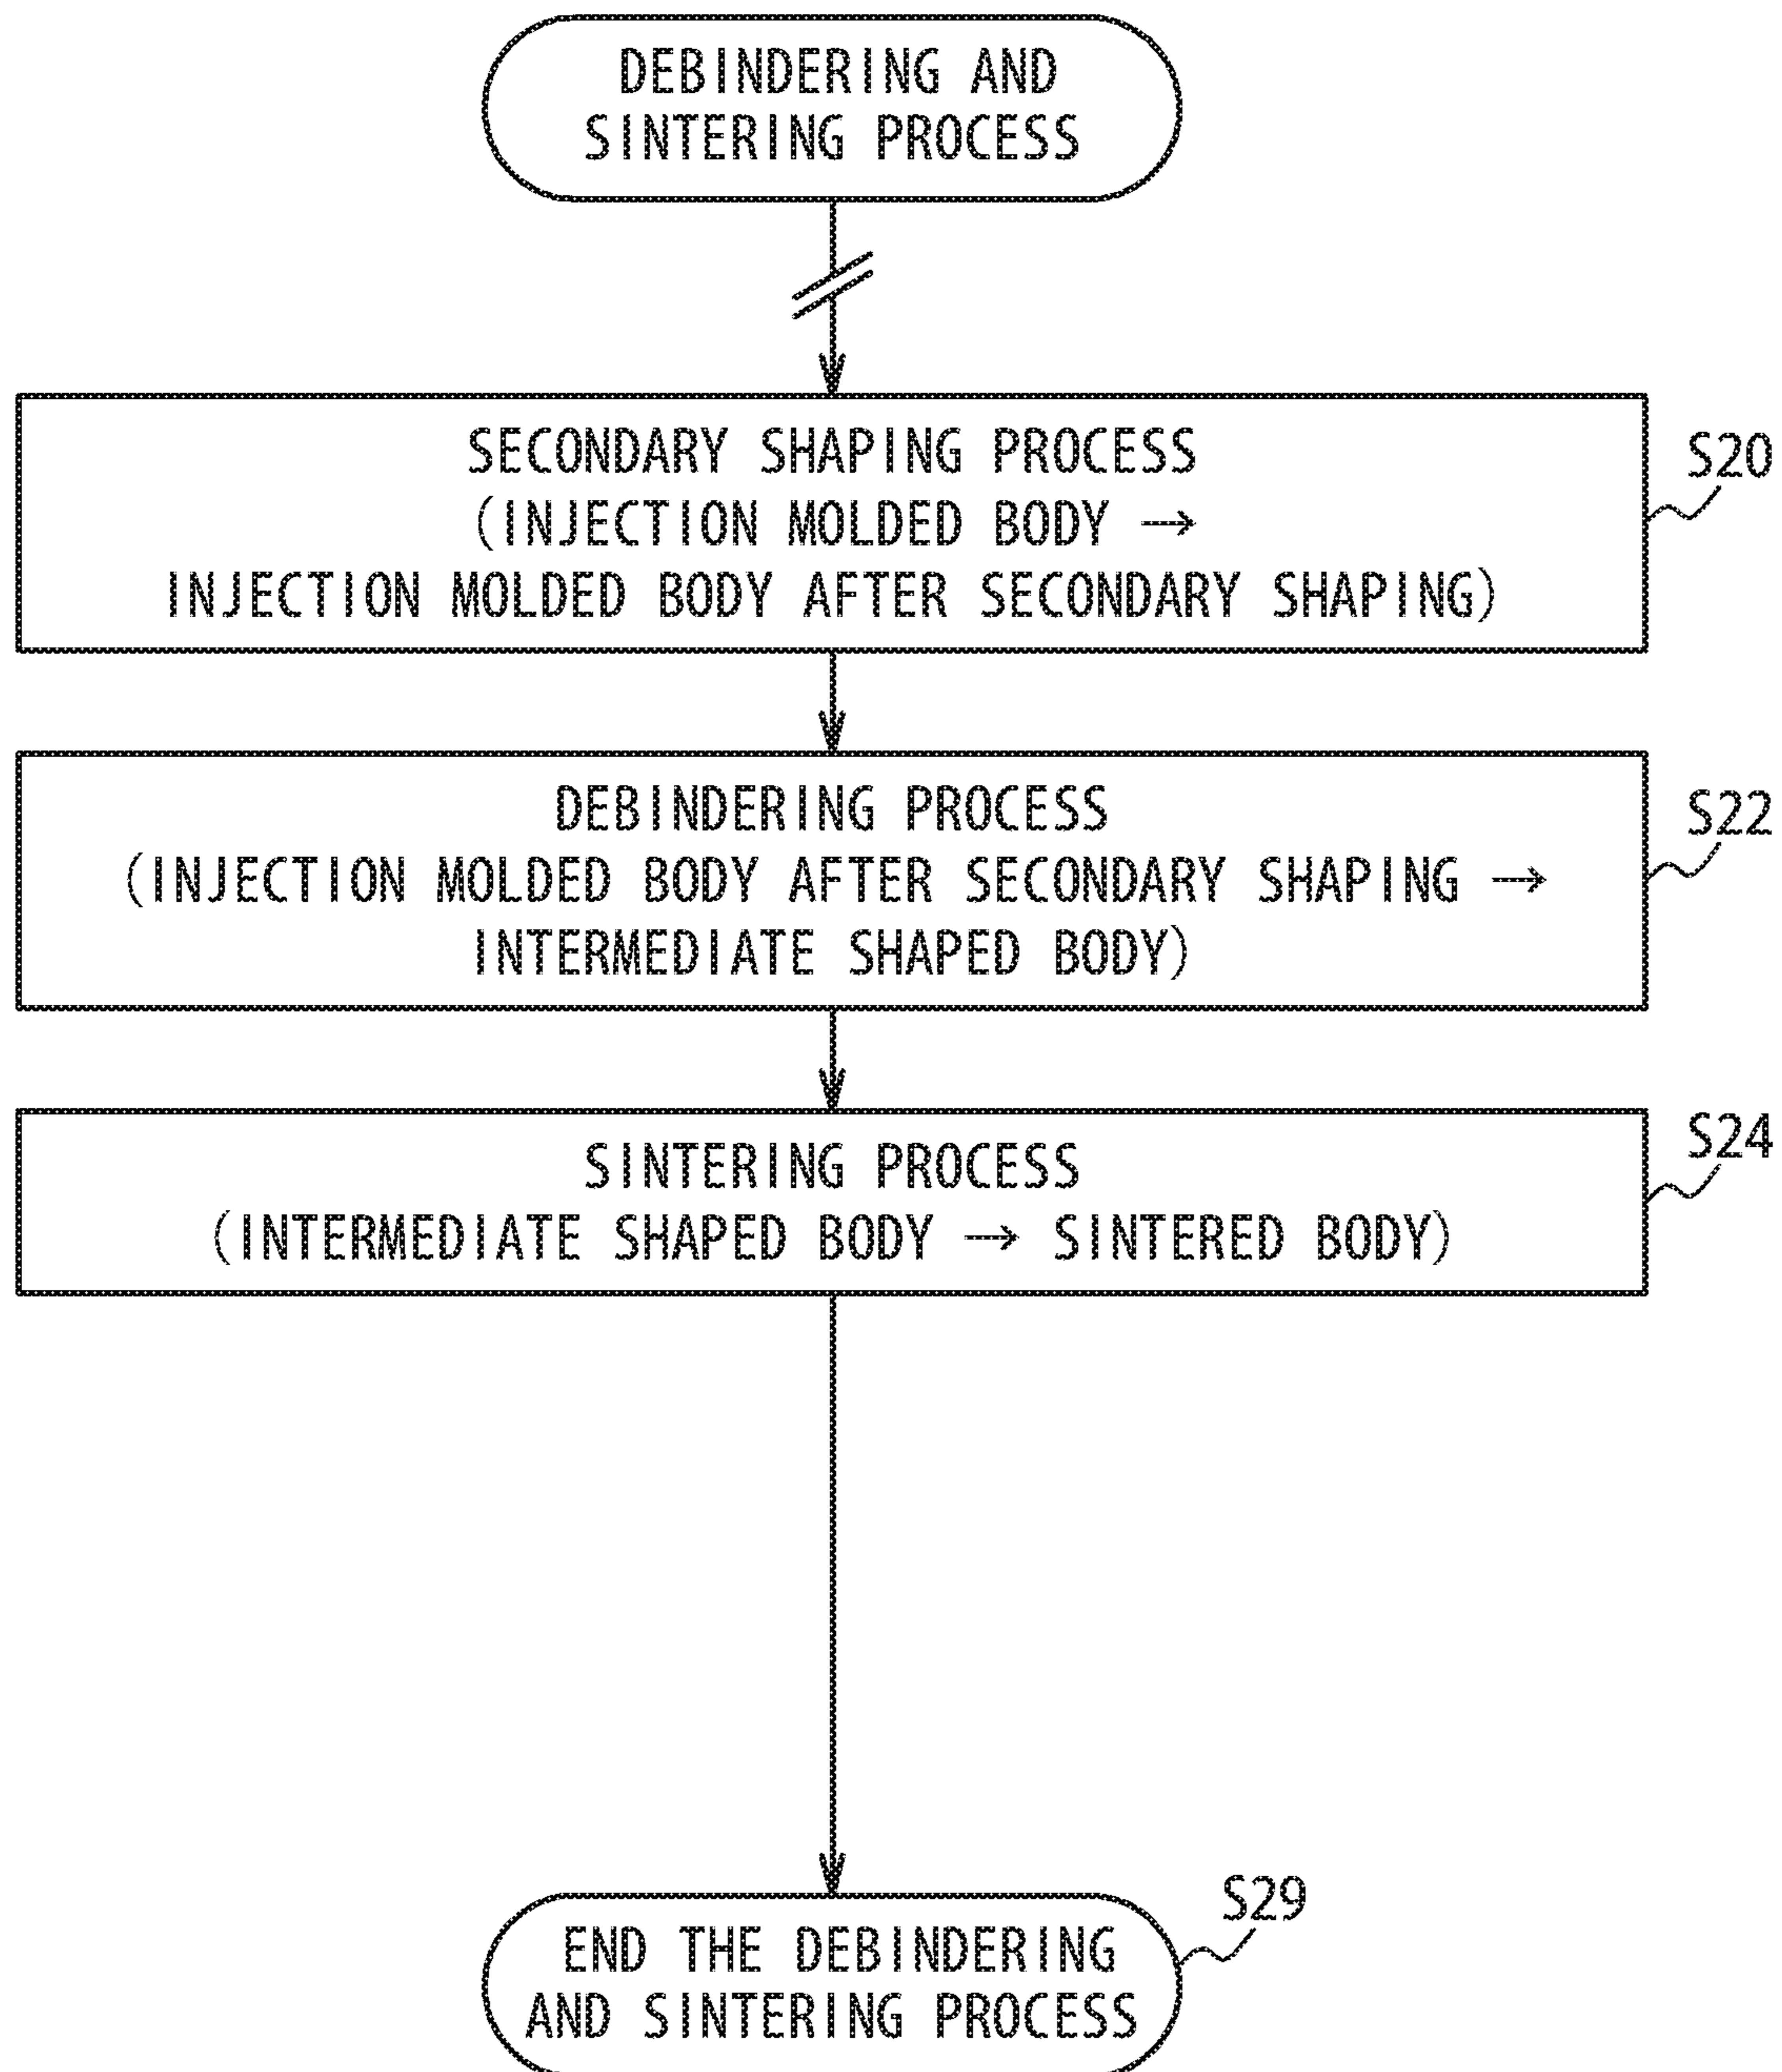 DEBINDERING AND
SINTERING PROCESS
SECONDARY SHAPING PROCESS
(INJECTION MOLDED BODY →
INJECTION MOLDED BODY AFTER SECONDARY SHAPING)
S20
DEBINDERING PROCESS
(INJECTION MOLDED BODY AFTER SECONDARY SHAPING →
INTERMEDIATE SHAPED BODY)
S22
SINTERING PROCESS
(INTERMEDIATE SHAPED BODY → SINTERED BODY)
S24
END THE DEBINDERING
AND SINTERING PROCESS
S29